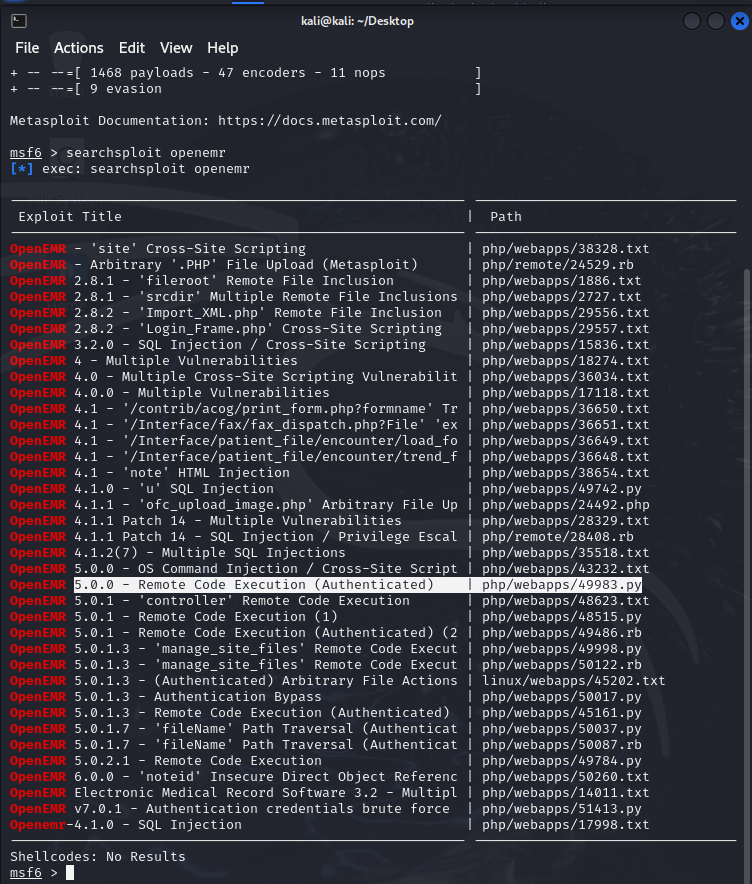 kali@kali: ~/Desktop
File Actions Edit View Help
+ -- --=[ 1468 payloads - 47 encoders - 11 nops ]
+ -- --=[ 9 evasion ]
Metasploit Documentation: https://docs.metasploit.com/
msf6 > searchsploit openemr
[*] exec: searchsploit openemr
Exploit Title | Path
OpenEMR - 'site' Cross-Site Scripting | php/webapps/38328.txt
OpenEMR - Arbitrary '.PHP' File Upload (Metasploit) | php/remote/24529.rb
OpenEMR 2.8.1 - 'fileroot' Remote File Inclusion | php/webapps/1886.txt
OpenEMR 2.8.1 - 'srcdir' Multiple Remote File Inclusions | php/webapps/2727.txt
OpenEMR 2.8.2 - 'Import_XML.php' Remote File Inclusion | php/webapps/29556.txt
OpenEMR 2.8.2 - 'Login_Frame.php' Cross-Site Scripting | php/webapps/29557.txt
OpenEMR 3.2.0 - SQL Injection / Cross-Site Scripting | php/webapps/15836.txt
OpenEMR 4 - Multiple Vulnerabilities | php/webapps/18274.txt
OpenEMR 4.0 - Multiple Cross-Site Scripting Vulnerabilit | php/webapps/36034.txt
OpenEMR 4.0.0 - Multiple Vulnerabilities | php/webapps/17118.txt
OpenEMR 4.1 - '/contrib/acog/print_form.php?formname' Tr | php/webapps/36650.txt
OpenEMR 4.1 - '/Interface/fax/fax_dispatch.php?File' 'ex | php/webapps/36651.txt
OpenEMR 4.1 - '/Interface/patient_file/encounter/load_fo | php/webapps/36649.txt
OpenEMR 4.1 - '/Interface/patient_file/encounter/trend_f | php/webapps/36648.txt
OpenEMR 4.1 - 'note' HTML Injection | php/webapps/38654.txt
OpenEMR 4.1.0 - 'u' SQL Injection | php/webapps/49742.py
OpenEMR 4.1.1 - 'ofc_upload_image.php' Arbitrary File Up | php/webapps/24492.php
OpenEMR 4.1.1 Patch 14 - Multiple Vulnerabilities | php/webapps/28329.txt
OpenEMR 4.1.1 Patch 14 - SQL Injection / Privilege Escal | php/remote/28408.rb
OpenEMR 4.1.2(7) - Multiple SQL Injections | php/webapps/35518.txt
OpenEMR 5.0.0 - OS Command Injection / Cross-Site Script | php/webapps/43232.txt
OpenEMR 5.0.0 - Remote Code Execution (Authenticated) | php/webapps/49983.py
OpenEMR 5.0.1 - 'controller' Remote Code Execution | php/webapps/48623.txt
OpenEMR 5.0.1 - Remote Code Execution (1) | php/webapps/48515.py
OpenEMR 5.0.1 - Remote Code Execution (Authenticated) (2 | php/webapps/49486.rb
OpenEMR 5.0.1.3 - 'manage_site_files' Remote Code Execut | php/webapps/49998.py
OpenEMR 5.0.1.3 - 'manage_site_files' Remote Code Execut | php/webapps/50122.rb
OpenEMR 5.0.1.3 - (Authenticated) Arbitrary File Actions | linux/webapps/45202.txt
OpenEMR 5.0.1.3 - Authentication Bypass | php/webapps/50017.py
OpenEMR 5.0.1.3 - Remote Code Execution (Authenticated) | php/webapps/45161.py
OpenEMR 5.0.1.7 - 'fileName' Path Traversal (Authenticat | php/webapps/50037.py
OpenEMR 5.0.1.7 - 'fileName' Path Traversal (Authenticat | php/webapps/50087.rb
OpenEMR 5.0.2.1 - Remote Code Execution | php/webapps/49784.py
OpenEMR 6.0.0 - 'noteid' Insecure Direct Object Referenc | php/webapps/50260.txt
OpenEMR Electronic Medical Record Software 3.2 - Multipl | php/webapps/14011.txt
OpenEMR v7.0.1 - Authentication credentials brute force | php/webapps/51413.py
Openemr-4.1.0 - SQL Injection | php/webapps/17998.txt
Shellcodes: No Results
msf6 >